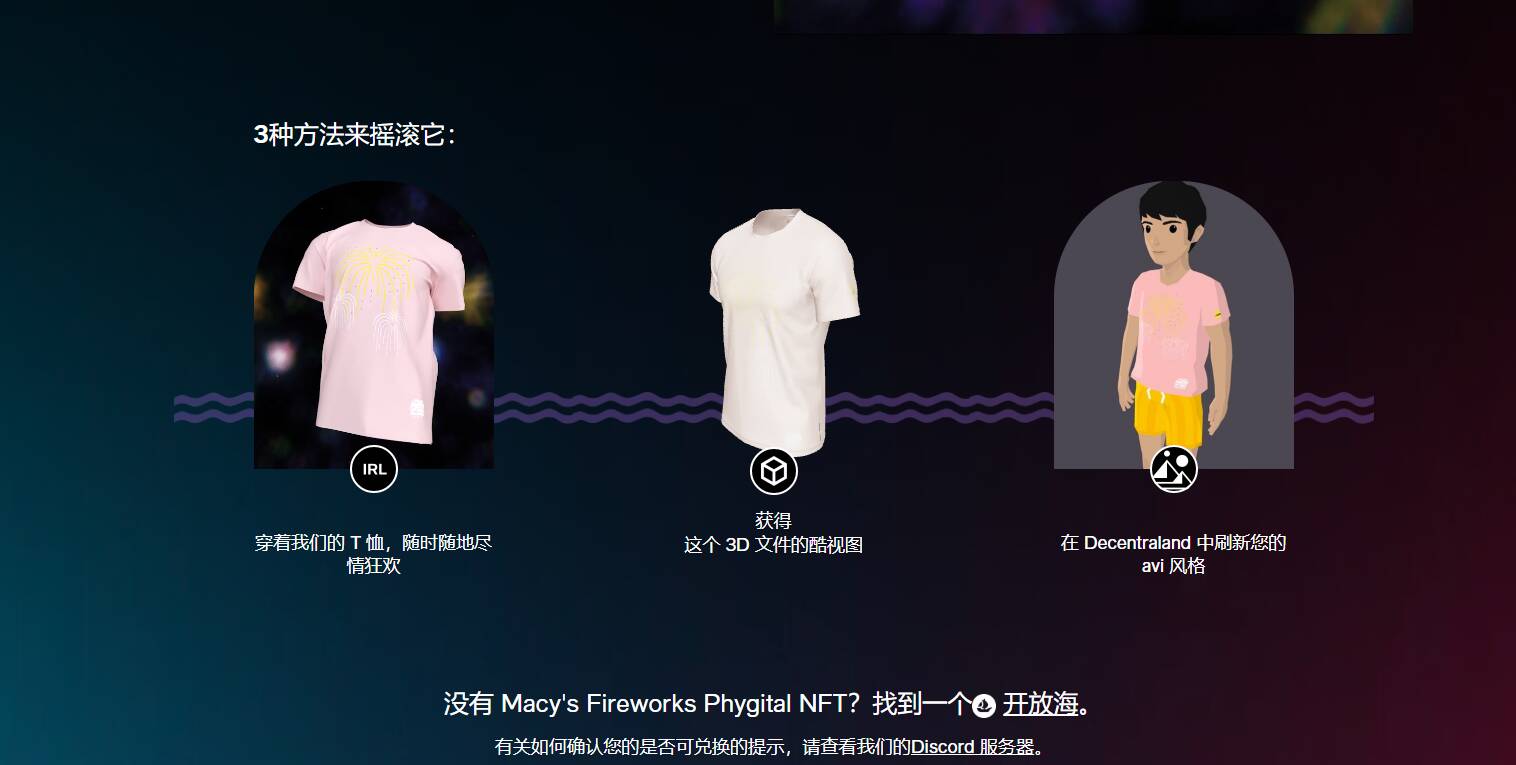 3种方法来摇滚它：
IRL
穿着我们的 T 恤，随时随地尽
情狂欢
获得
这个 3D 文件的酷视图
在 Decentraland 中刷新您的
avi 风格
没有 Macy's Fireworks Phygital NFT？找到一个 开放海。
有关如何确认您的是否可兑换的提示，请查看我们的Discord 服务器。